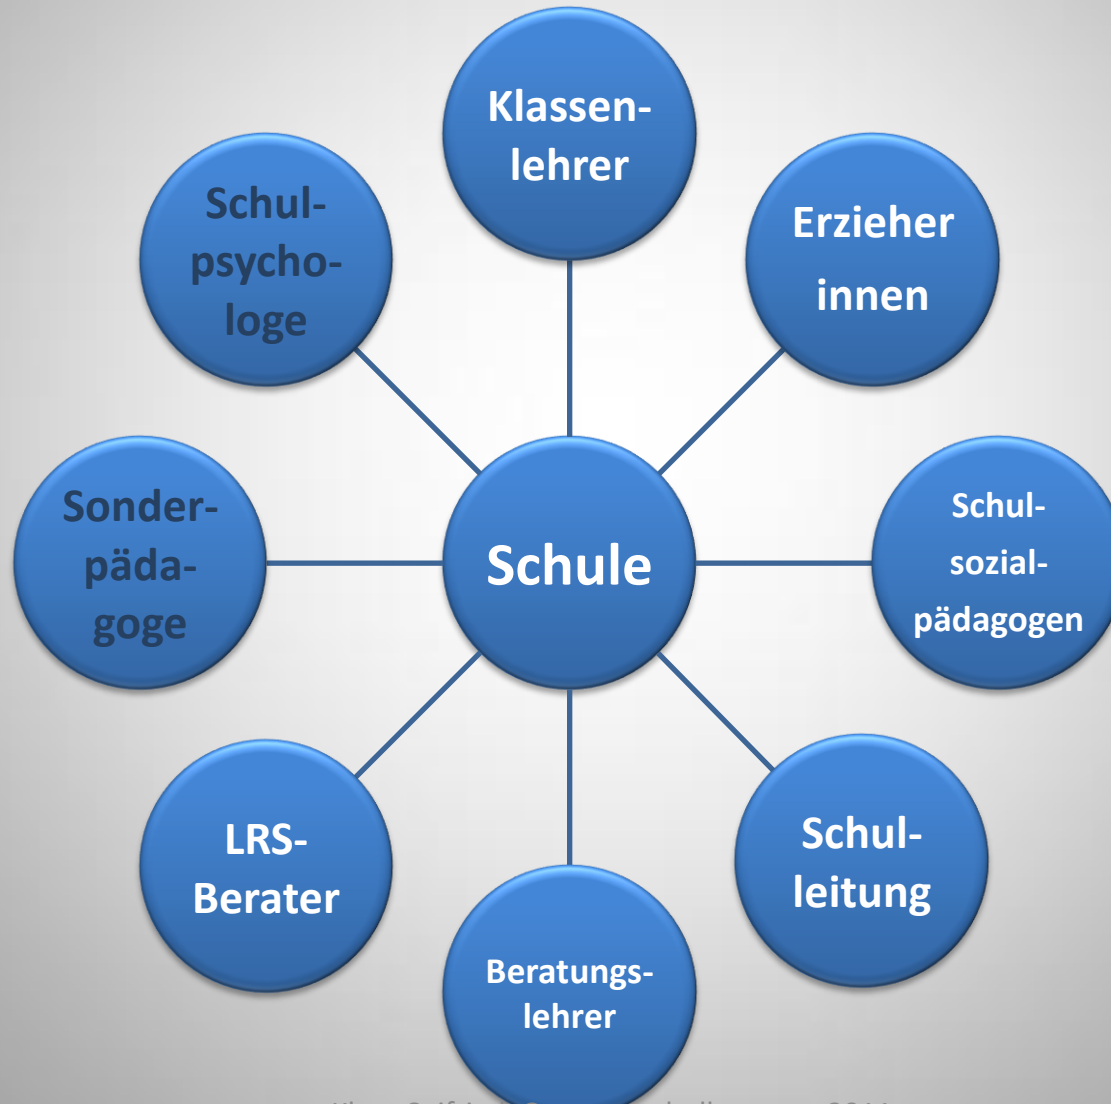 Klassen-
lehrer
Erzieher
innen
Schul-
sozial-
pädagogen
Schul-
leitung
Beratungs-
lehrer
LRS-
Berater
Sonder-
päda-
goge
Schul-
psycho-
loge
Schule